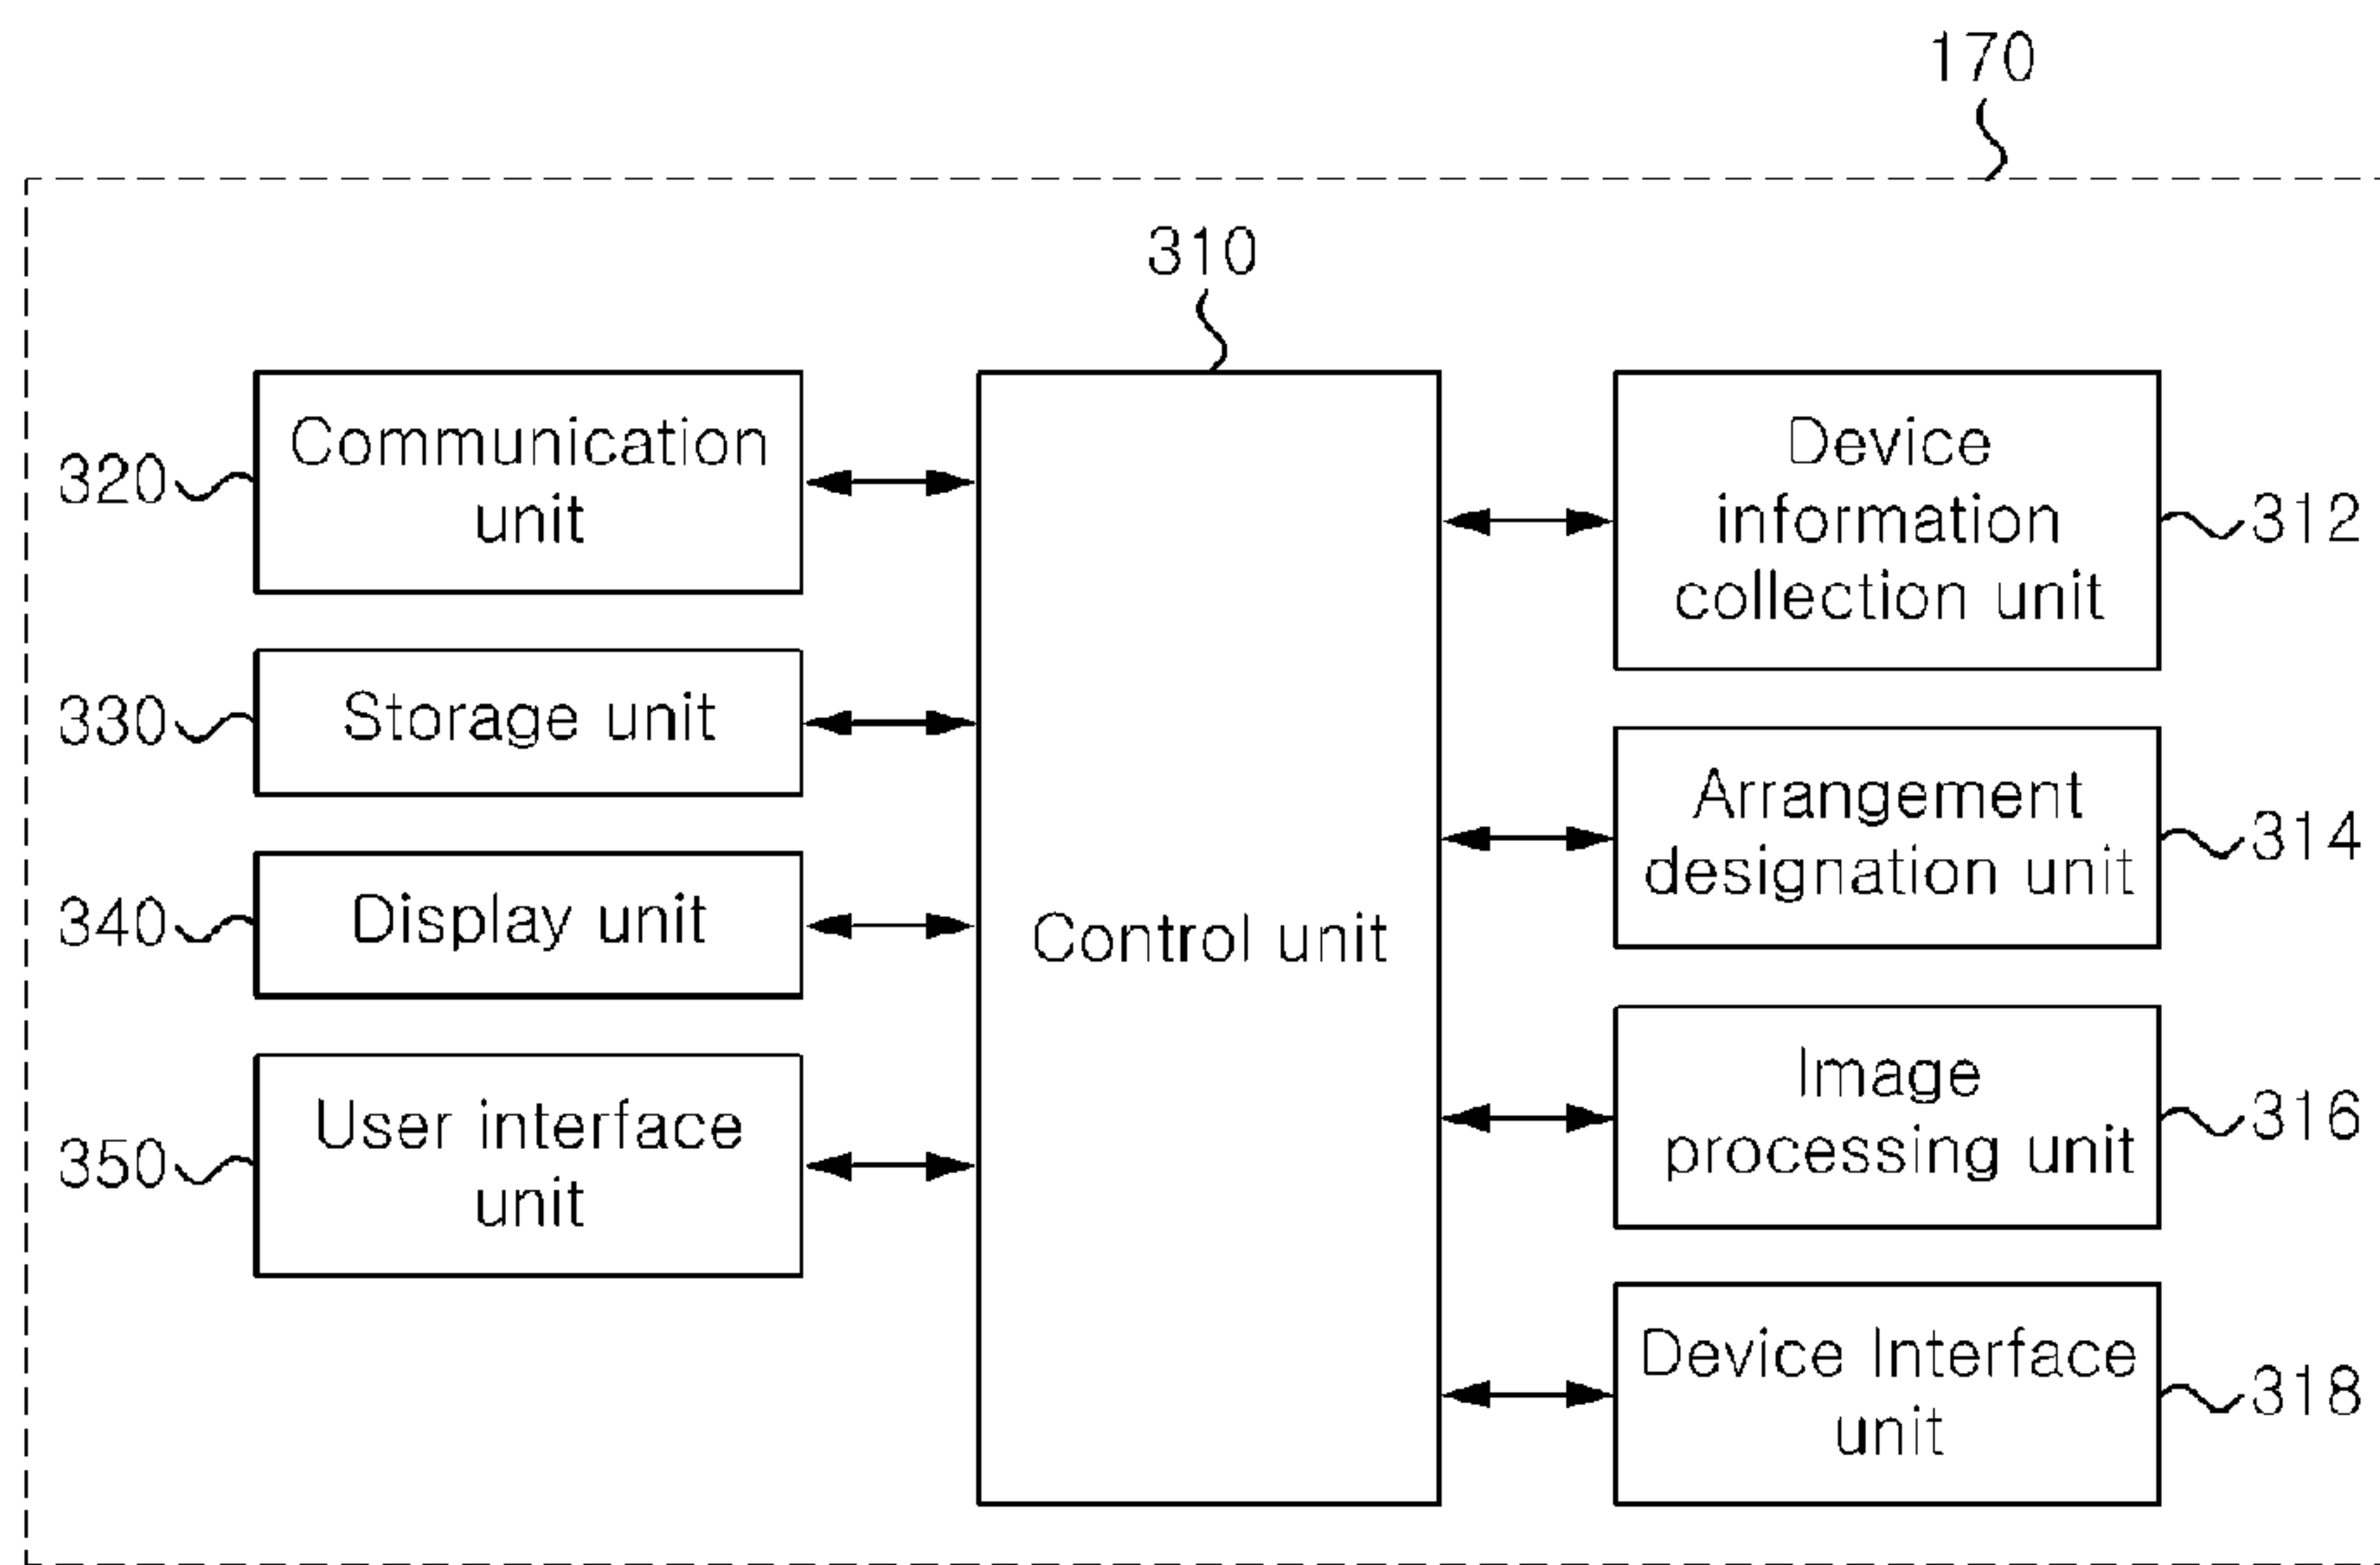 170
310
320
Communication
unit
330
Storage unit
340
Display unit
350
User interface
unit
Control unit
Device
information
collection unit
312
Arrangement
designation unit
314
Image
processing unit
316
Device Interface
unit
318